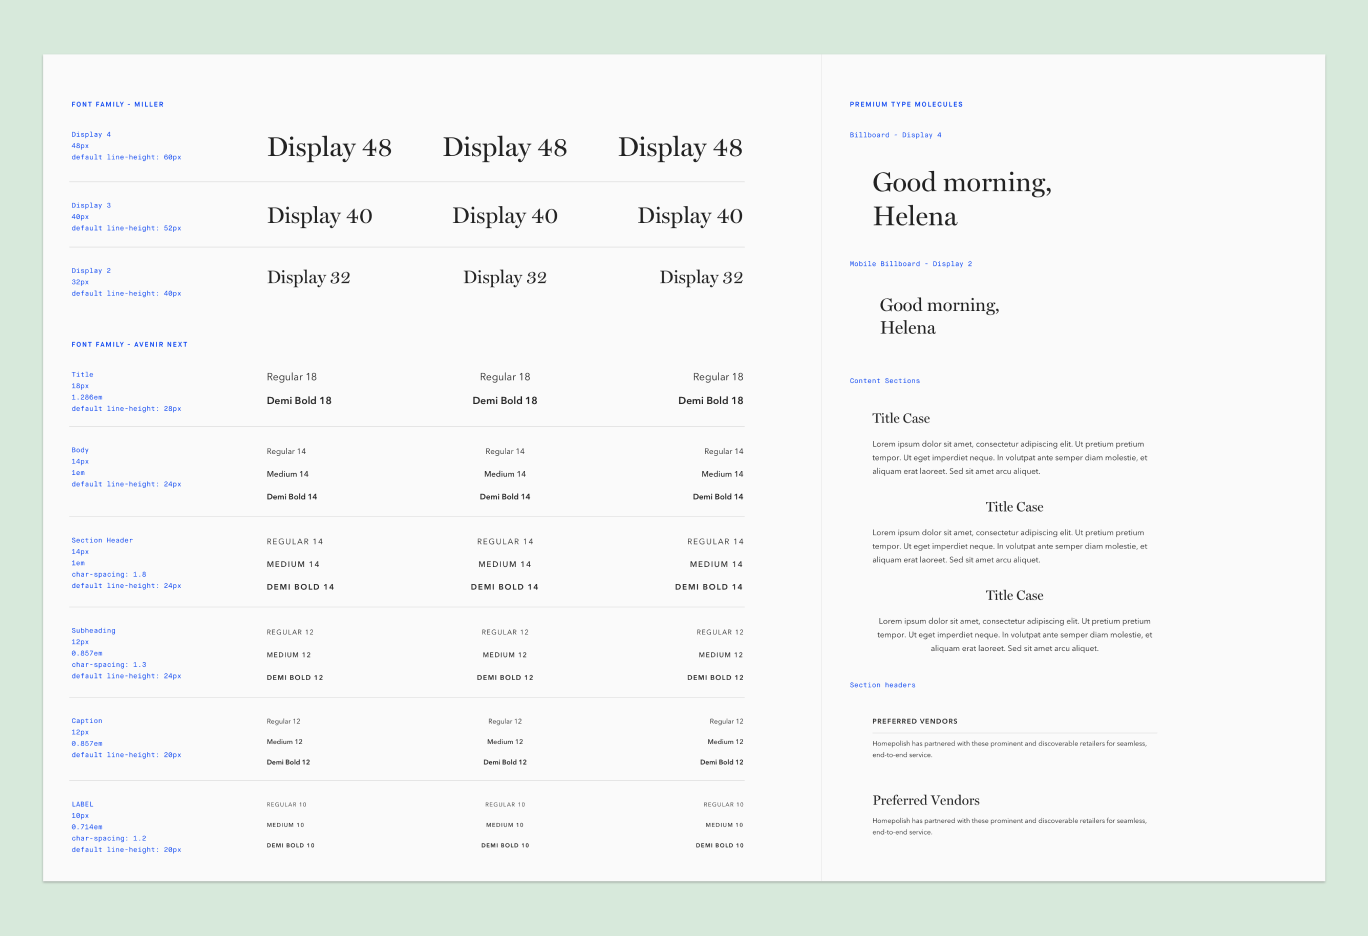 FONT FAMILY - MILLER
Display 4
48px
default line-height: 60px
Display 48 Display 48 Display 48
Display 3
40px
default line-height: 52px
Display 40 Display 40 Display 40
Display 2
32px
default line-height: 40px
Display 32 Display 32 Display 32
FONT FAMILY - AVENIR NEXT
Title
18px
1.286em
default line-height: 28px
Regular 18 Regular 18 Regular 18
Demi Bold 18 Demi Bold 18 Demi Bold 18
Body
14px
1em
default line-height: 24px
Regular 14 Regular 14 Regular 14
Medium 14 Medium 14 Medium 14
Demi Bold 14 Demi Bold 14 Demi Bold 14
Section Header
14px
1em
char-spacing: 1.8
default line-height: 24px
REGULAR 14 REGULAR 14 REGULAR 14
MEDIUM 14 MEDIUM 14 MEDIUM 14
DEMI BOLD 14 DEMI BOLD 14 DEMI BOLD 14
Subheading
12px
0.857em
char-spacing: 1.3
default line-height: 24px
REGULAR 12 REGULAR 12 REGULAR 12
MEDIUM 12 MEDIUM 12 MEDIUM 12
DEMI BOLD 12 DEMI BOLD 12 DEMI BOLD 12
Caption
12px
0.857em
default line-height: 20px
Regular 12 Regular 12 Regular 12
Medium 12 Medium 12 Medium 12
Demi Bold 12 Demi Bold 12 Demi Bold 12
LABEL
10px
0.714em
char-spacing: 1.2
default line-height: 20px
REGULAR 10 REGULAR 10 REGULAR 10
MEDIUM 10 MEDIUM 10 MEDIUM 10
DEMI BOLD 10 DEMI BOLD 10 DEMI BOLD 10
PREMIUM TYPE MOLECULES
Billboard - Display 4
Good morning,
Helena
Mobile Billboard - Display 2
Good morning,
Helena
Content Sections
Title Case
Lorem ipsum dolor sit amet, consectetur adipiscing elit. Ut pretium pretium
tempor. Ut eget imperdiet neque. In volutpat ante semper diam molestie, et
aliquam erat laoreet. Sed sit amet arcu aliquet.
Title Case
Lorem ipsum dolor sit amet, consectetur adipiscing elit. Ut pretium pretium
tempor. Ut eget imperdiet neque. In volutpat ante semper diam molestie, et
aliquam erat laoreet. Sed sit amet arcu aliquet.
Title Case
Lorem ipsum dolor sit amet, consectetur adipiscing elit. Ut pretium pretium
tempor. Ut eget imperdiet neque. In volutpat ante semper diam molestie, et
aliquam erat laoreet. Sed sit amet arcu aliquet.
Section headers
PREFERRED VENDORS
Homepolish has partnered with these prominent and discoverable retailers for seamless,
end-to-end service.
Preferred Vendors
Homepolish has partnered with these prominent and discoverable retailers for seamless,
end-to-end service.